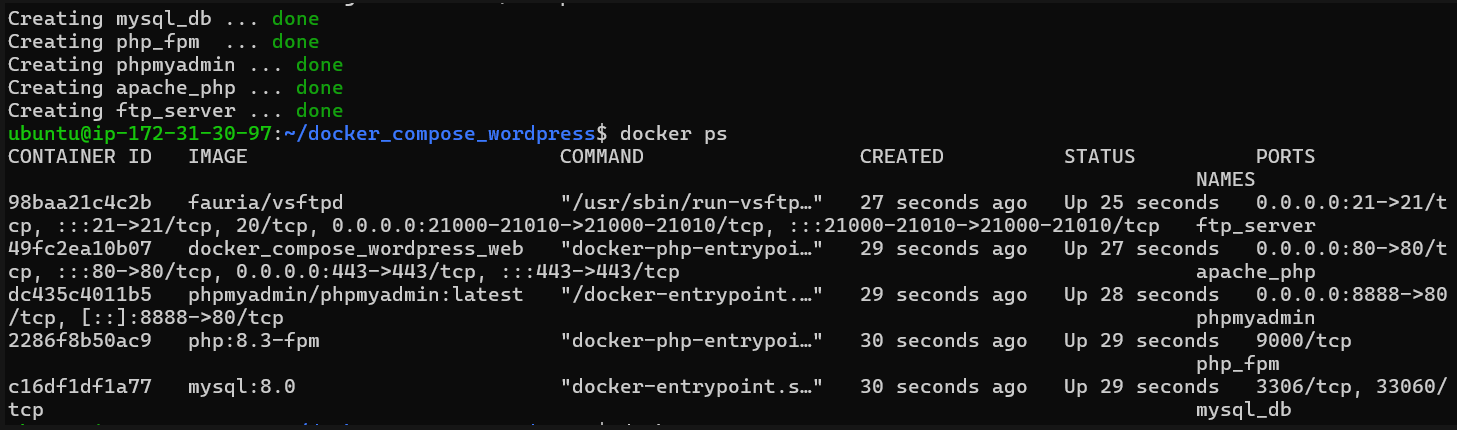 Creating mysql_db ... done
Creating php_fpm  ... done
Creating phpmyadmin ... done
Creating apache_php ... done
Creating ftp_server ... done
ubuntu@ip-172-31-30-97:~/docker_compose_wordpress$ docker ps
CONTAINER ID   IMAGE                          COMMAND                  CREATED          STATUS          PORTS
NAMES
98baa21c4c2b   fauria/vsftpd                  "/usr/sbin/run-vsftp…"   27 seconds ago   Up 25 seconds   0.0.0.0:21->21/t
cp, :::21->21/tcp, 20/tcp, 0.0.0.0:21000-21010->21000-21010/tcp, :::21000-21010->21000-21010/tcp   ftp_server
49fc2ea10b07   docker_compose_wordpress_web   "docker-php-entrypoi…"   29 seconds ago   Up 27 seconds   0.0.0.0:80->80/t
cp, :::80->80/tcp, 0.0.0.0:443->443/tcp, :::443->443/tcp                                           apache_php
dc435c4011b5   phpmyadmin/phpmyadmin:latest   "/docker-entrypoint.…"   29 seconds ago   Up 28 seconds   0.0.0.0:8888->80
/tcp, [::]:8888->80/tcp                                                                            phpmyadmin
2286f8b50ac9   php:8.3-fpm                    "docker-php-entrypoi…"   30 seconds ago   Up 29 seconds   9000/tcp
php_fpm
c16df1df1a77   mysql:8.0                      "docker-entrypoint.s…"   30 seconds ago   Up 29 seconds   3306/tcp, 33060/
tcp                                                                                                mysql_db